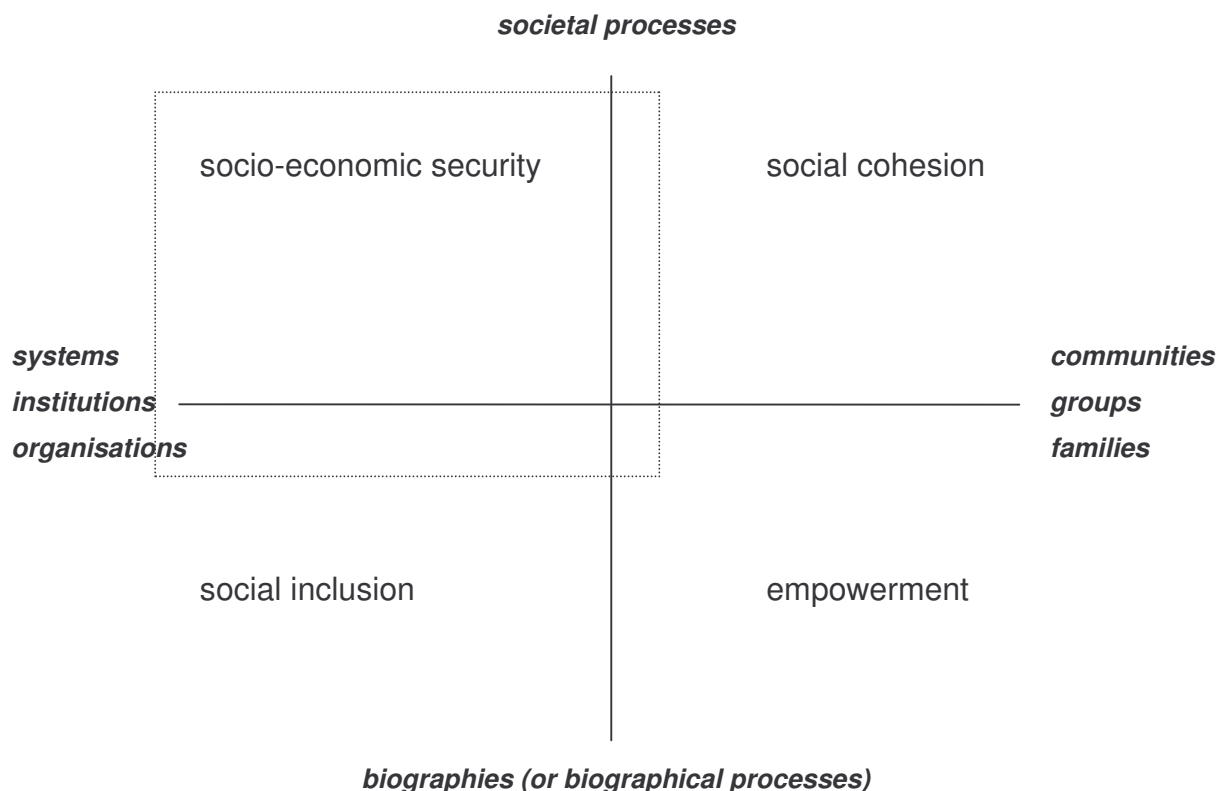 societal processes
socio-economic security
social cohesion
systems
institutions
organisations
communities
groups
families
social inclusion
empowerment
biographies (or biographical processes)